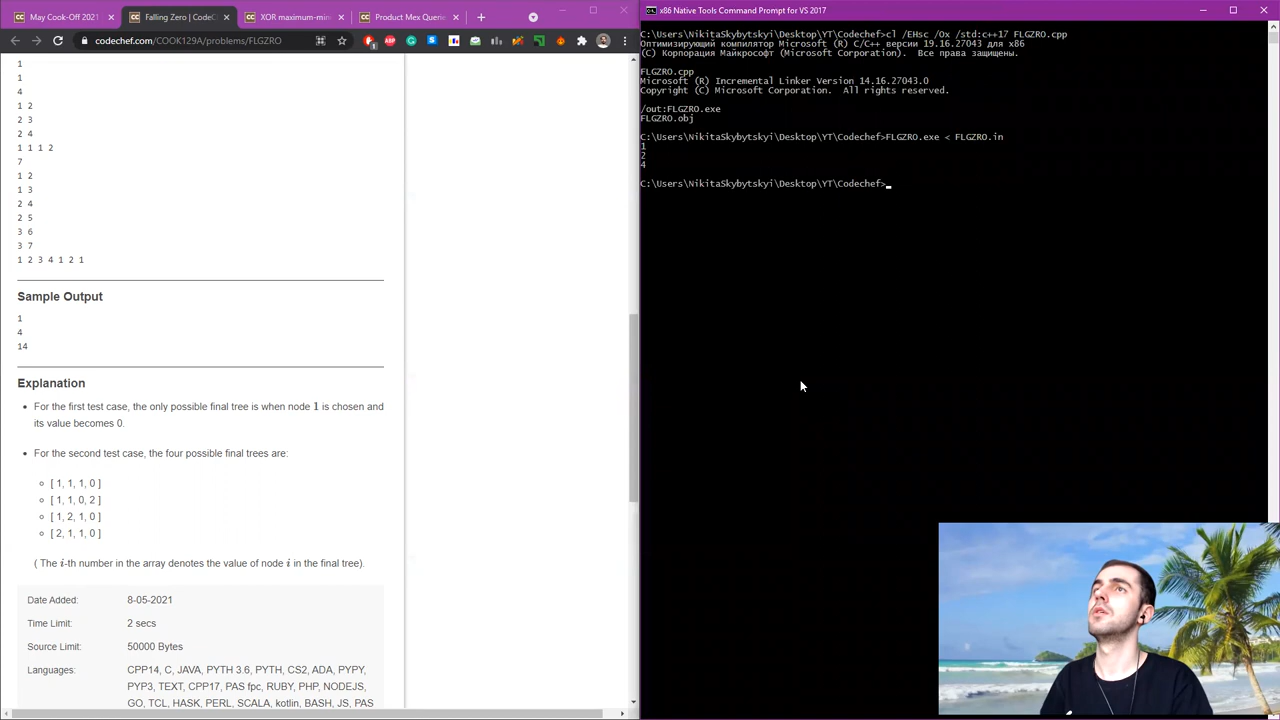 May Cook-Off 2021
Falling Zero | CodeC
XOR maximum-min
Product Mex Querie
codechef.com/COOK129A/problems/FLGZRO
1
1
4
1 2
2 3
2 4
1 1 1 2
7
1 2
1 3
2 4
2 5
3 6
3 7
1 2 3 4 1 2 1
Sample Output
1
4
14
Explanation
For the first test case, the only possible final tree is when node 1 is chosen and
its value becomes 0.
For the second test case, the four possible final trees are:
[ 1, 1, 1, 0 ]
[ 1, 1, 0, 2 ]
[ 1, 2, 1, 0 ]
[ 2, 1, 1, 0 ]
( The i-th number in the array denotes the value of node i in the final tree).
Date Added: 8-05-2021
Time Limit: 2 secs
Source Limit: 50000 Bytes
Languages: CPP14, C, JAVA, PYTH 3.6, PYTH, CS2, ADA, PYPY,
PYP3, TEXT, CPP17, PAS fpc, RUBY, PHP, NODEJS,
GO, TCL, HASK, PERL, SCALA, kotlin, BASH, JS, PAS
x86 Native Tools Command Prompt for VS 2017
C:\Users\NikitaSkybytskyi\Desktop\YT\Codechef>cl /EHsc /Ox /std:c++17 FLGZRO.cpp
Оптимизирующий компилятор Microsoft (R) C/C++ версии 19.16.27043 для x86
(C) Корпорация Майкрософт (Microsoft Corporation).  Все права защищены.
FLGZRO.cpp
Microsoft (R) Incremental Linker Version 14.16.27043.0
Copyright (C) Microsoft Corporation.  All rights reserved.
/out:FLGZRO.exe
FLGZRO.obj
C:\Users\NikitaSkybytskyi\Desktop\YT\Codechef>FLGZRO.exe < FLGZRO.in
1
2
4
C:\Users\NikitaSkybytskyi\Desktop\YT\Codechef>